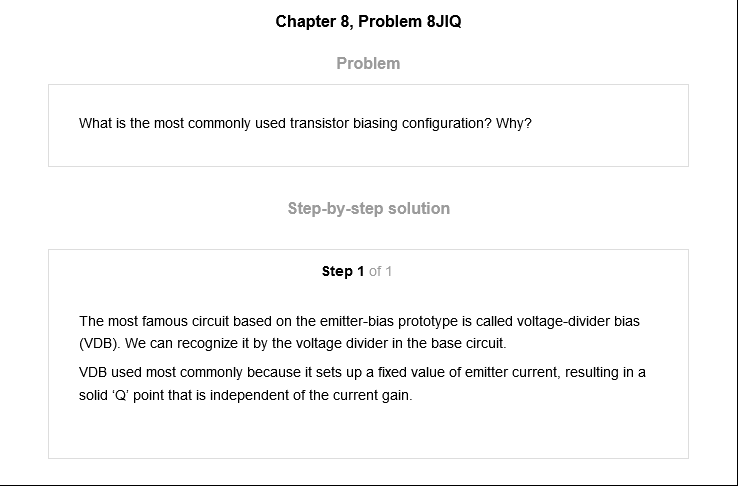 Chapter 8, Problem 8JIQ
Problem
What is the most commonly used transistor biasing configuration? Why?
Step-by-step solution
Step 1 of 1
The most famous circuit based on the emitter-bias prototype is called voltage-divider bias
(VDB). We can recognize it by the voltage divider in the base circuit.
VDB used most commonly because it sets up a fixed value of emitter current, resulting in a
solid ‘Q’ point that is independent of the current gain.